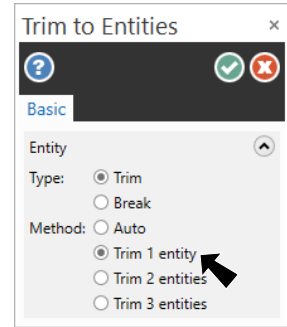 Trim to Entities ×
?
Basic
Entity
Type: Trim
Break
Method: Auto
Trim 1 entity
Trim 2 entities
Trim 3 entities